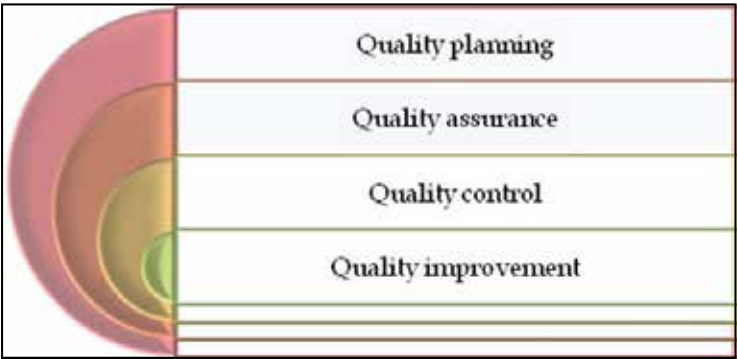 Quality planning
Quality assurance
Quality control
Quality improvement